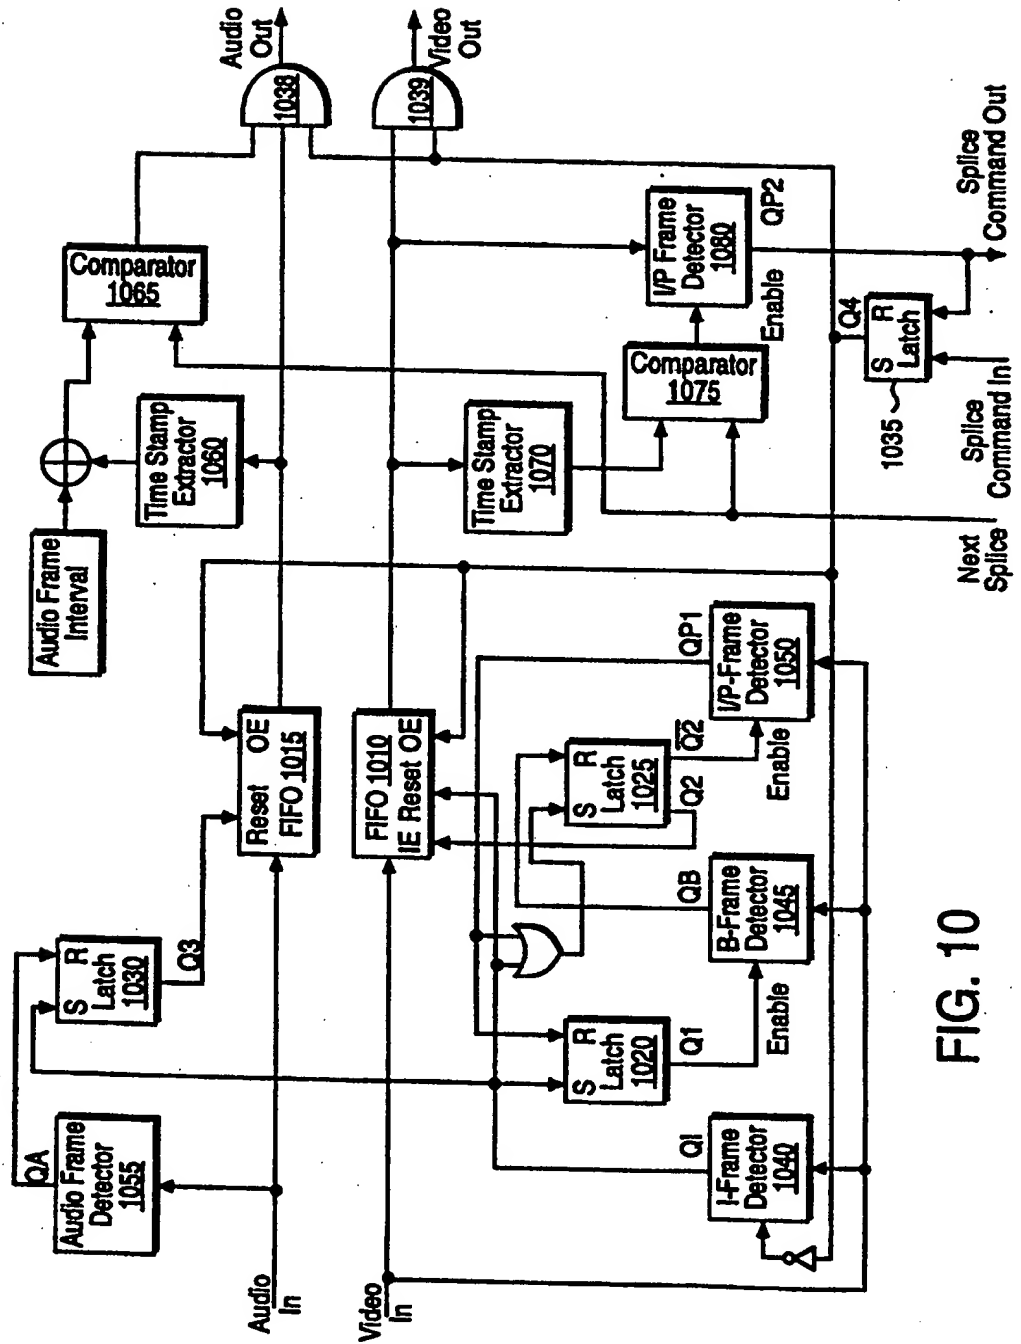 Audio
Out
Video
Out
1038
1039
Comparator
1065
Time Stamp
Extractor
1060
Audio Frame
Interval
I/P Frame
Detector
1080
QP2
Enable
Comparator
1075
Time Stamp
Extractor
1070
Q4
S R
Latch
1035
Splice
Command Out
Splice
Command In
Next
Splice
Reset OE
FIFO 1015
FIFO 1010
IE Reset OE
QP1
I/P-Frame
Detector
1050
Enable
S R
Latch
1025
Q2
Q̅2̅
QB
B-Frame
Detector
1045
Enable
S R
Latch
1030
Q3
S R
Latch
1020
Q1
QA
Audio Frame
Detector
1055
QI
I-Frame
Detector
1040
Audio
In
Video
In
FIG. 10